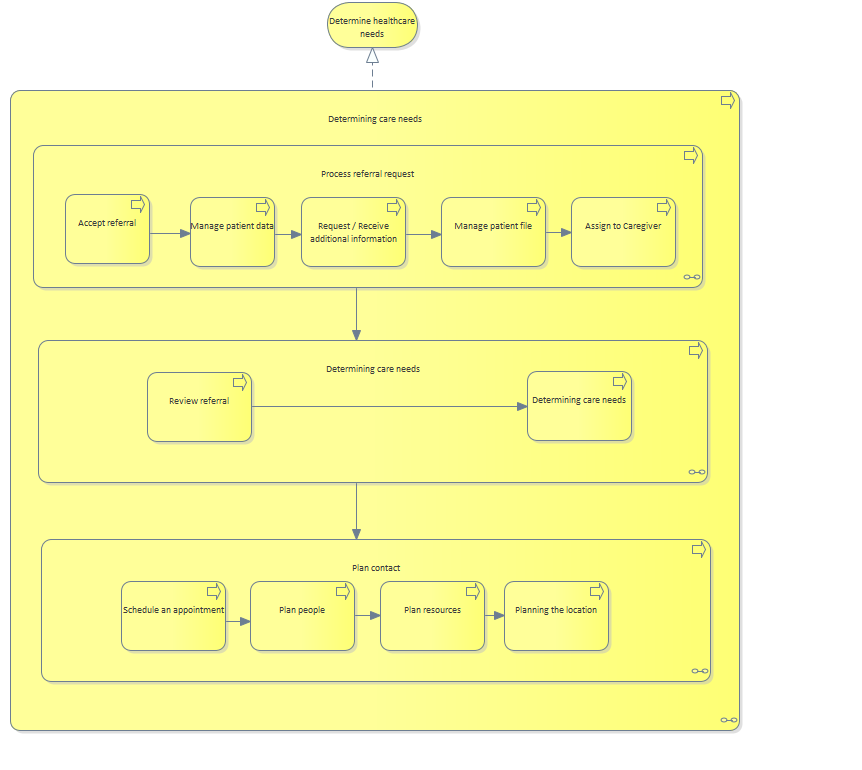 Determine healthcare
needs
Determining care needs
Process referral request
Accept referral
Manage patient data
Request / Receive
additional information
Manage patient file
Assign to Caregiver
Determining care needs
Review referral
Determining care needs
Plan contact
Schedule an appointment
Plan people
Plan resources
Planning the location